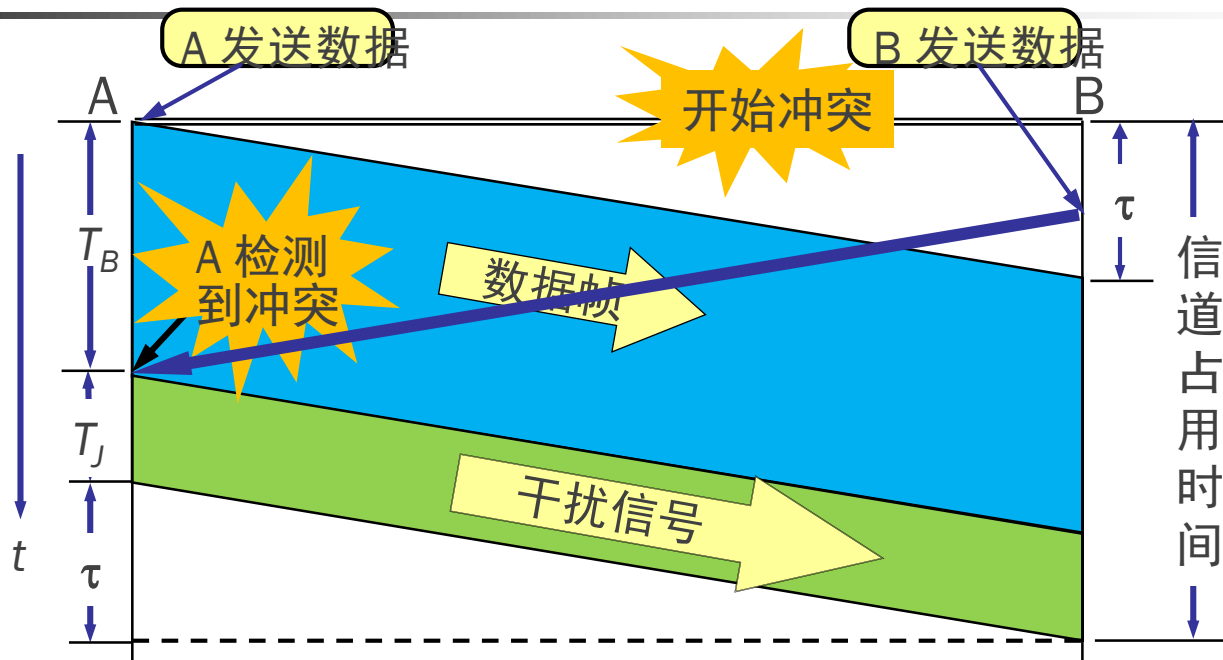 A 发送数据
B 发送数据
A
B
开始冲突
τ
T_B
A 检测
到冲突
数据帧
信道占用时间
T_J
干扰信号
t
τ